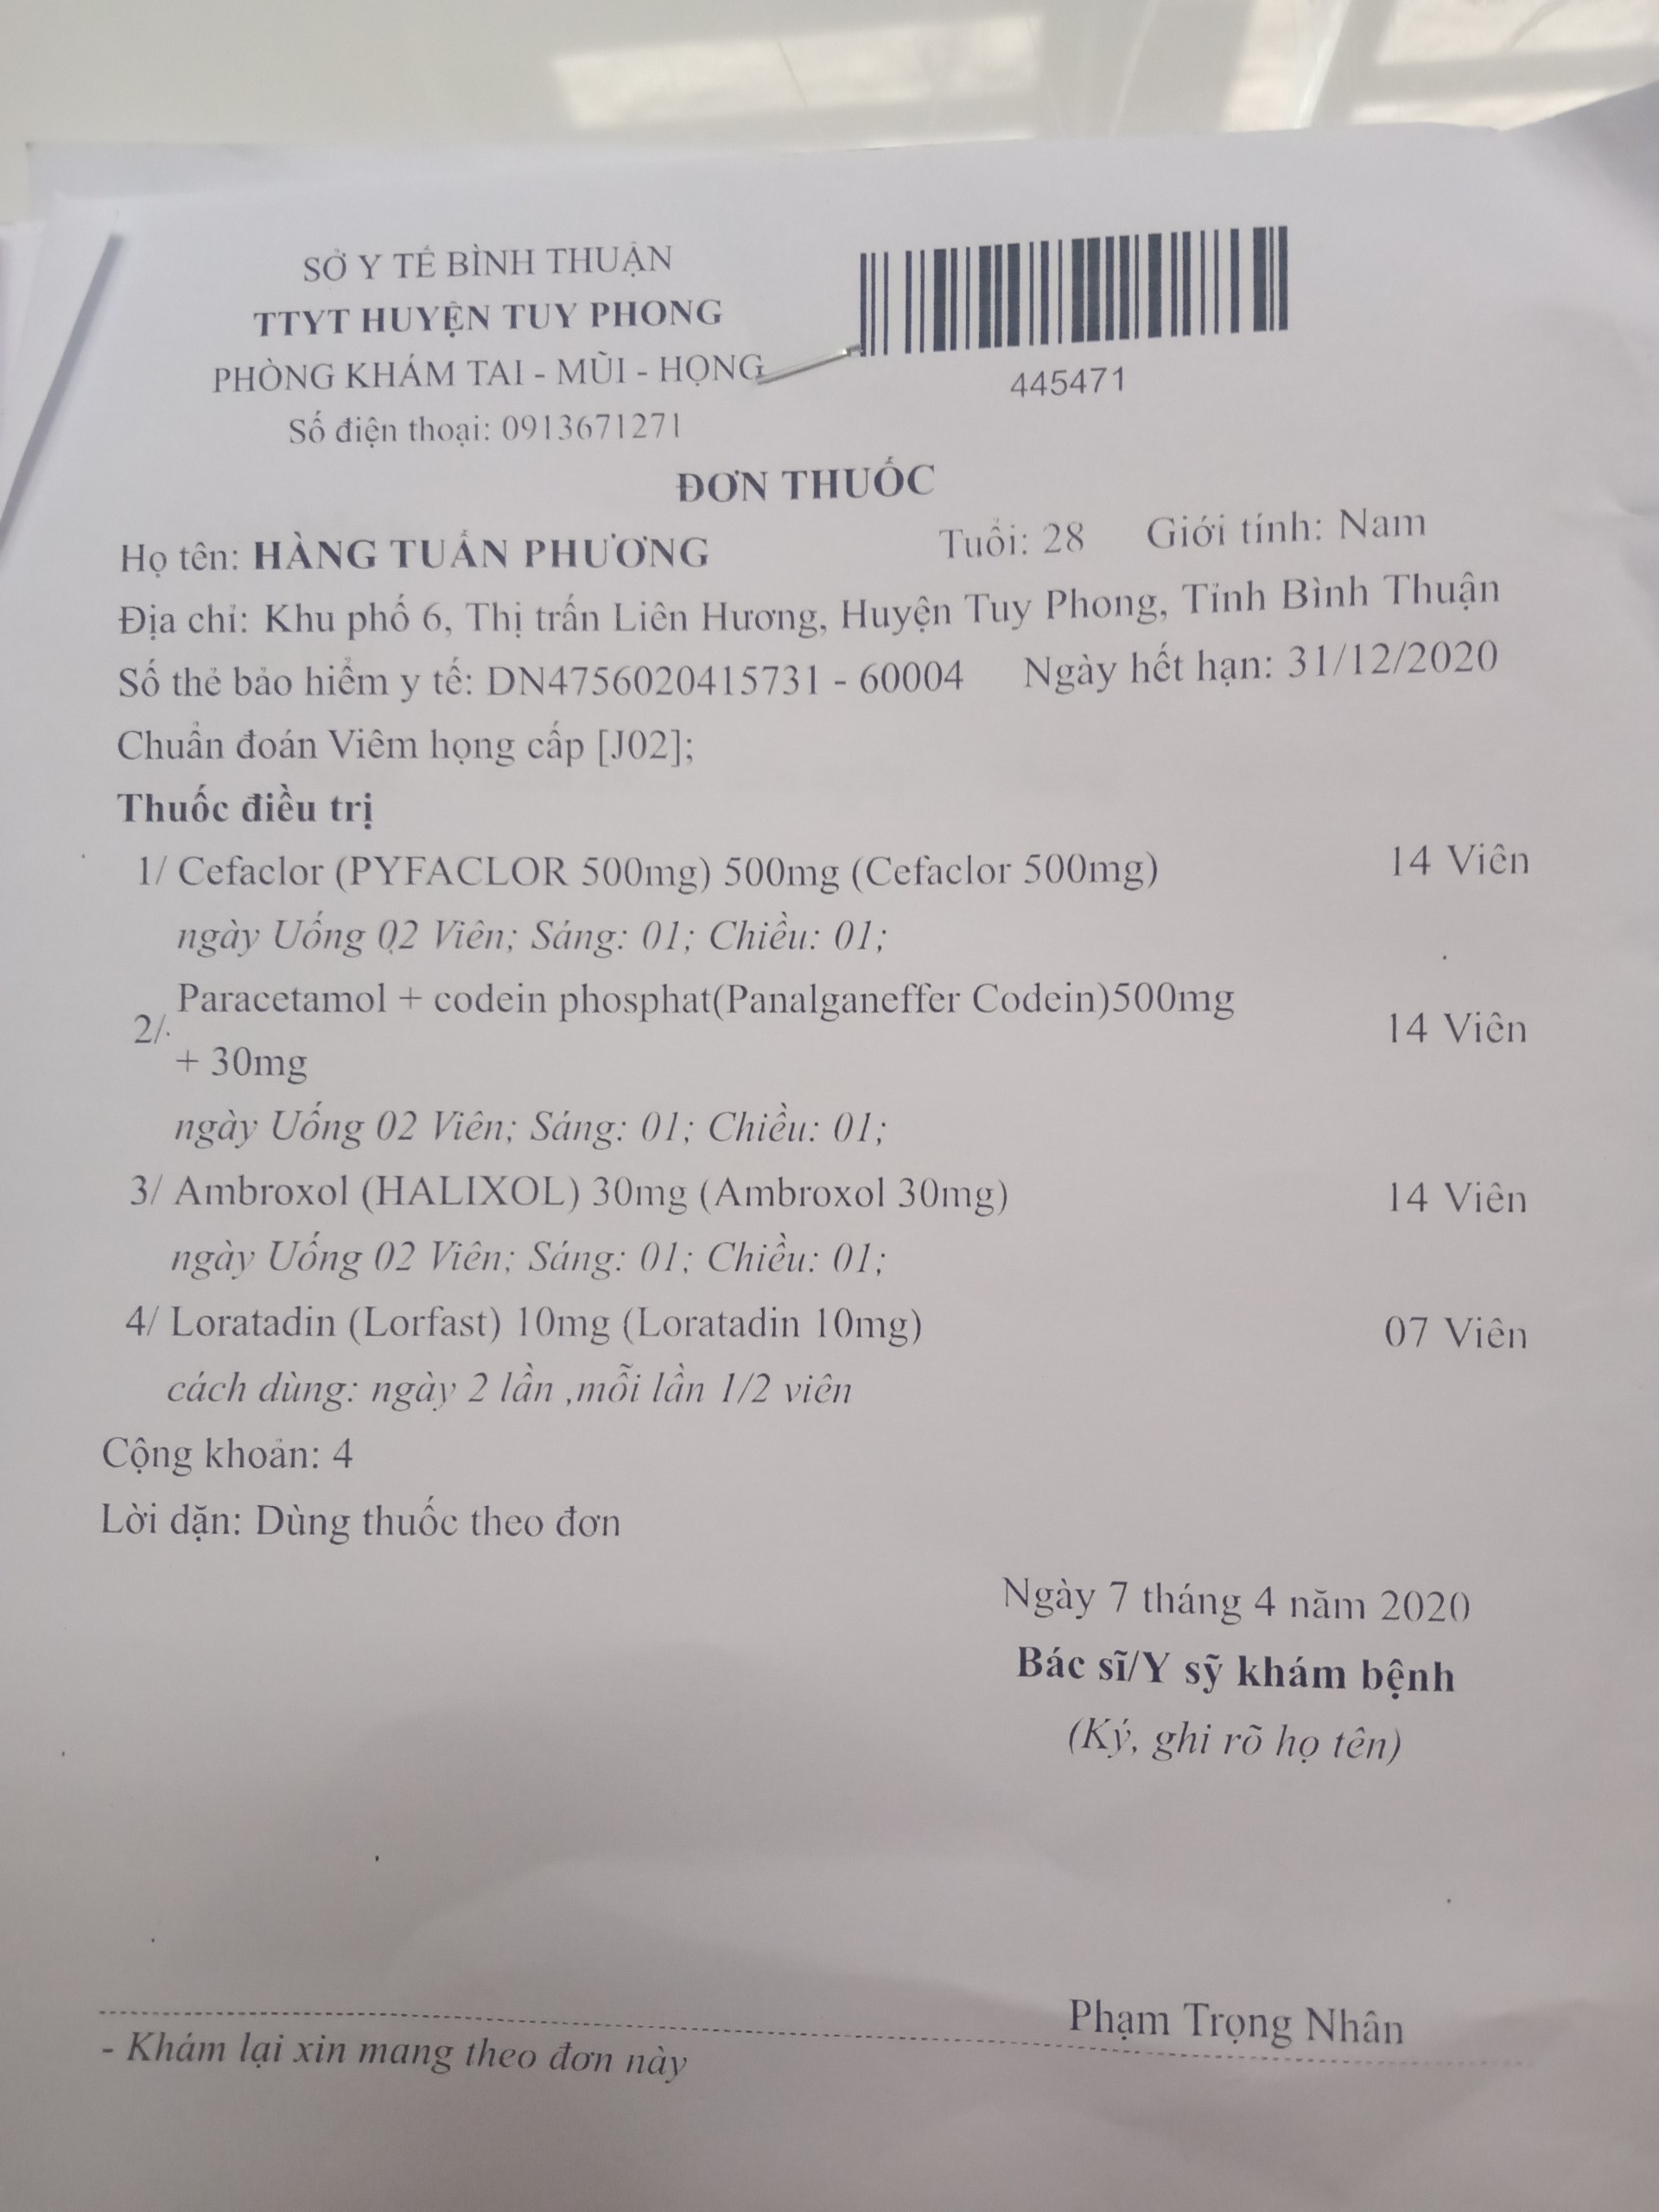 SỞ Y TẾ BÌNH THUẬN
TTYT HUYỆN TUY PHONG
PHÒNG KHÁM TAI - MŨI - HỌNG
Số điện thoại: 0913671271
445471
ĐƠN THUỐC
Họ tên: HÀNG TUẤN PHƯƠNG Tuổi: 28 Giới tính: Nam
Địa chỉ: Khu phố 6, Thị trấn Liên Hương, Huyện Tuy Phong, Tỉnh Bình Thuận
Số thẻ bảo hiểm y tế: DN4756020415731 - 60004 Ngày hết hạn: 31/12/2020
Chuẩn đoán Viêm họng cấp [J02];
Thuốc điều trị
1/ Cefaclor (PYFACLOR 500mg) 500mg (Cefaclor 500mg) 14 Viên
ngày Uống 02 Viên; Sáng: 01; Chiều: 01;
2/ Paracetamol + codein phosphat(Panalganeffer Codein)500mg 14 Viên
+ 30mg
ngày Uống 02 Viên; Sáng: 01; Chiều: 01;
3/ Ambroxol (HALIXOL) 30mg (Ambroxol 30mg) 14 Viên
ngày Uống 02 Viên; Sáng: 01; Chiều: 01;
4/ Loratadin (Lorfast) 10mg (Loratadin 10mg) 07 Viên
cách dùng: ngày 2 lần ,mỗi lần 1/2 viên
Cộng khoản: 4
Lời dặn: Dùng thuốc theo đơn
Ngày 7 tháng 4 năm 2020
Bác sĩ/Y sỹ khám bệnh
(Ký, ghi rõ họ tên)
Phạm Trọng Nhân
- Khám lại xin mang theo đơn này